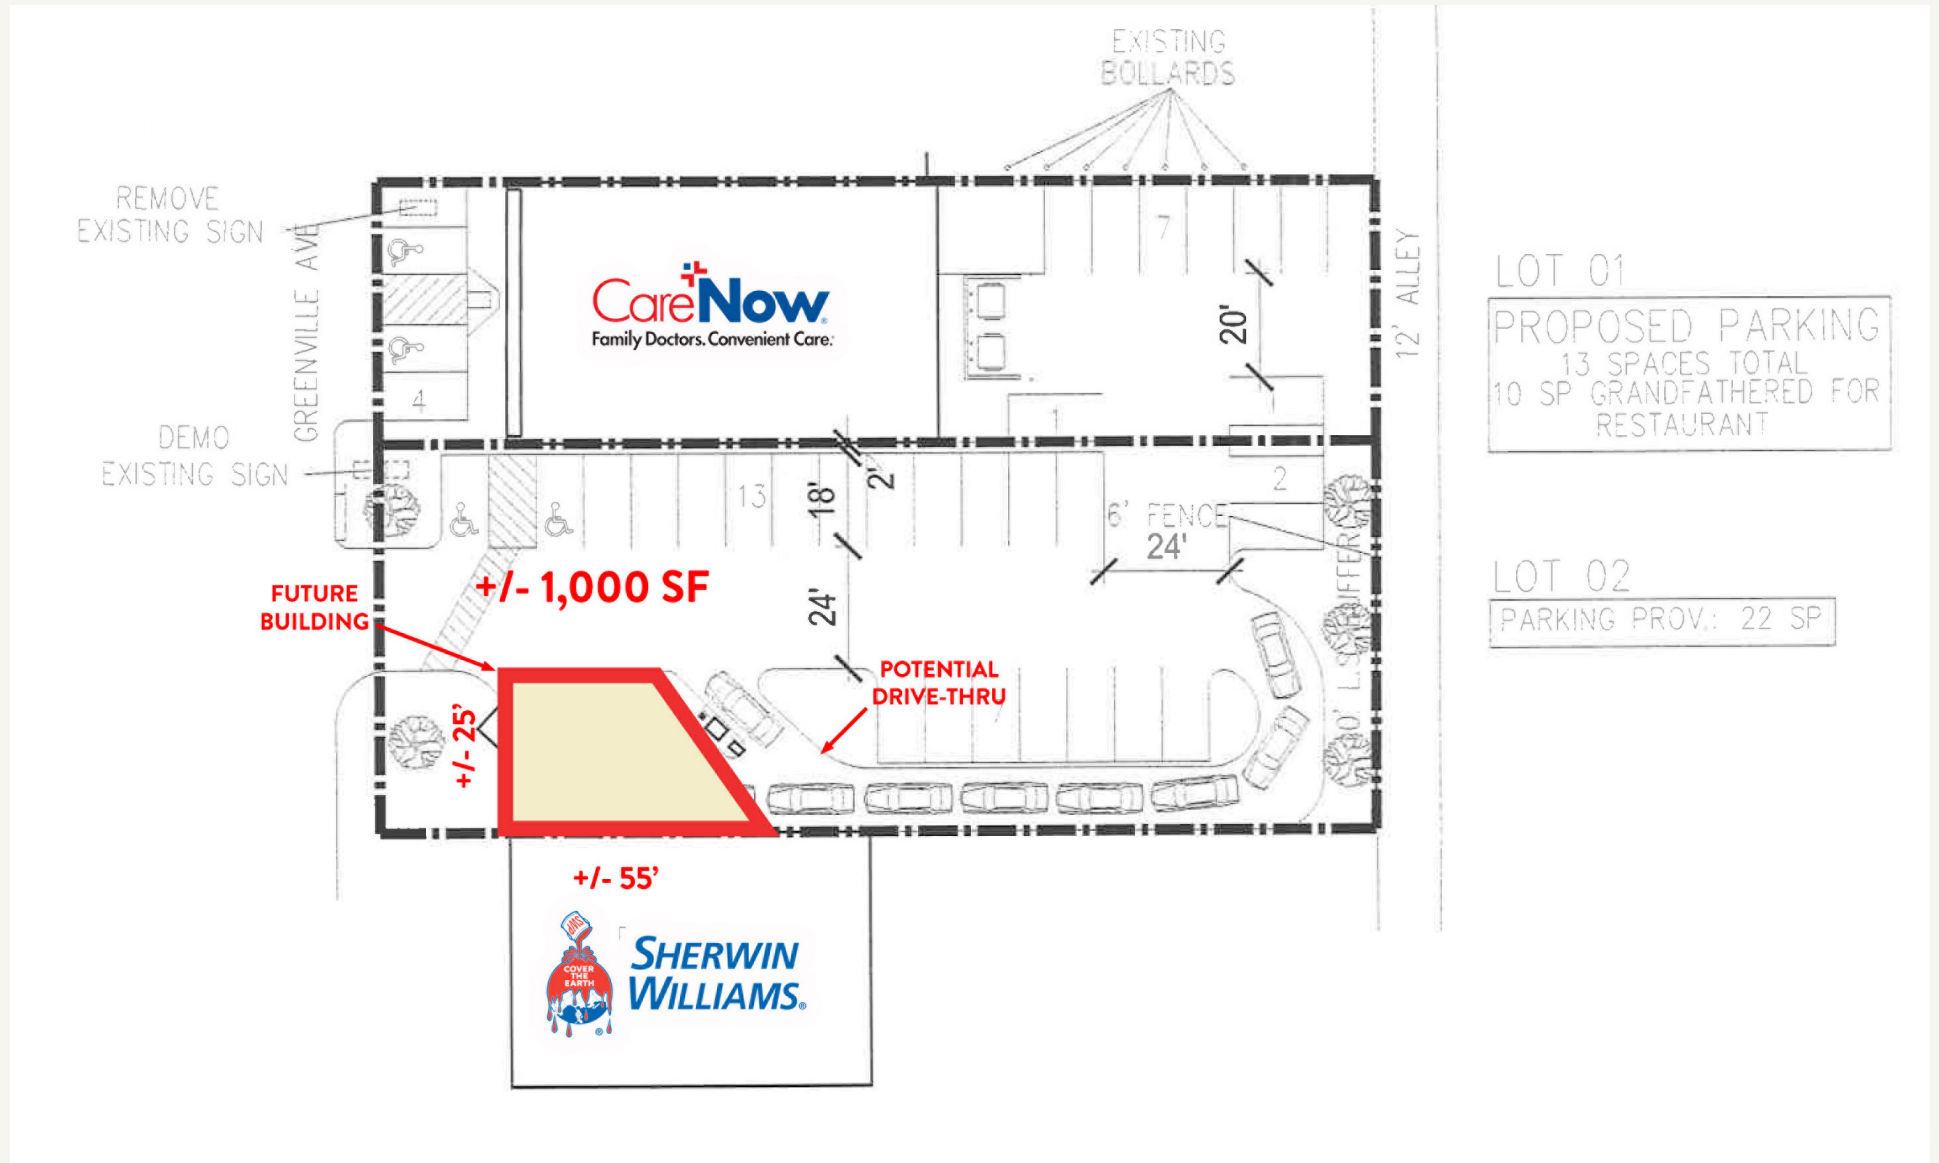 EXISTING
BOLLARDS
REMOVE
EXISTING SIGN
GREENVILLE AVE
4
CareNow®
Family Doctors. Convenient Care.
7
20'
1
12' ALLEY
LOT 01
PROPOSED PARKING
13 SPACES TOTAL
10 SP GRANDFATHERED FOR
RESTAURANT
DEMO
EXISTING SIGN
13
18'
2'
2
6' FENCE
24'
+/- 1,000 SF
24'
FUTURE
BUILDING
LOT 02
PARKING PROV.: 22 SP
POTENTIAL
DRIVE-THRU
+/- 25'
+/- 55'
SWP
COVER
THE
EARTH
®
SHERWIN
WILLIAMS®